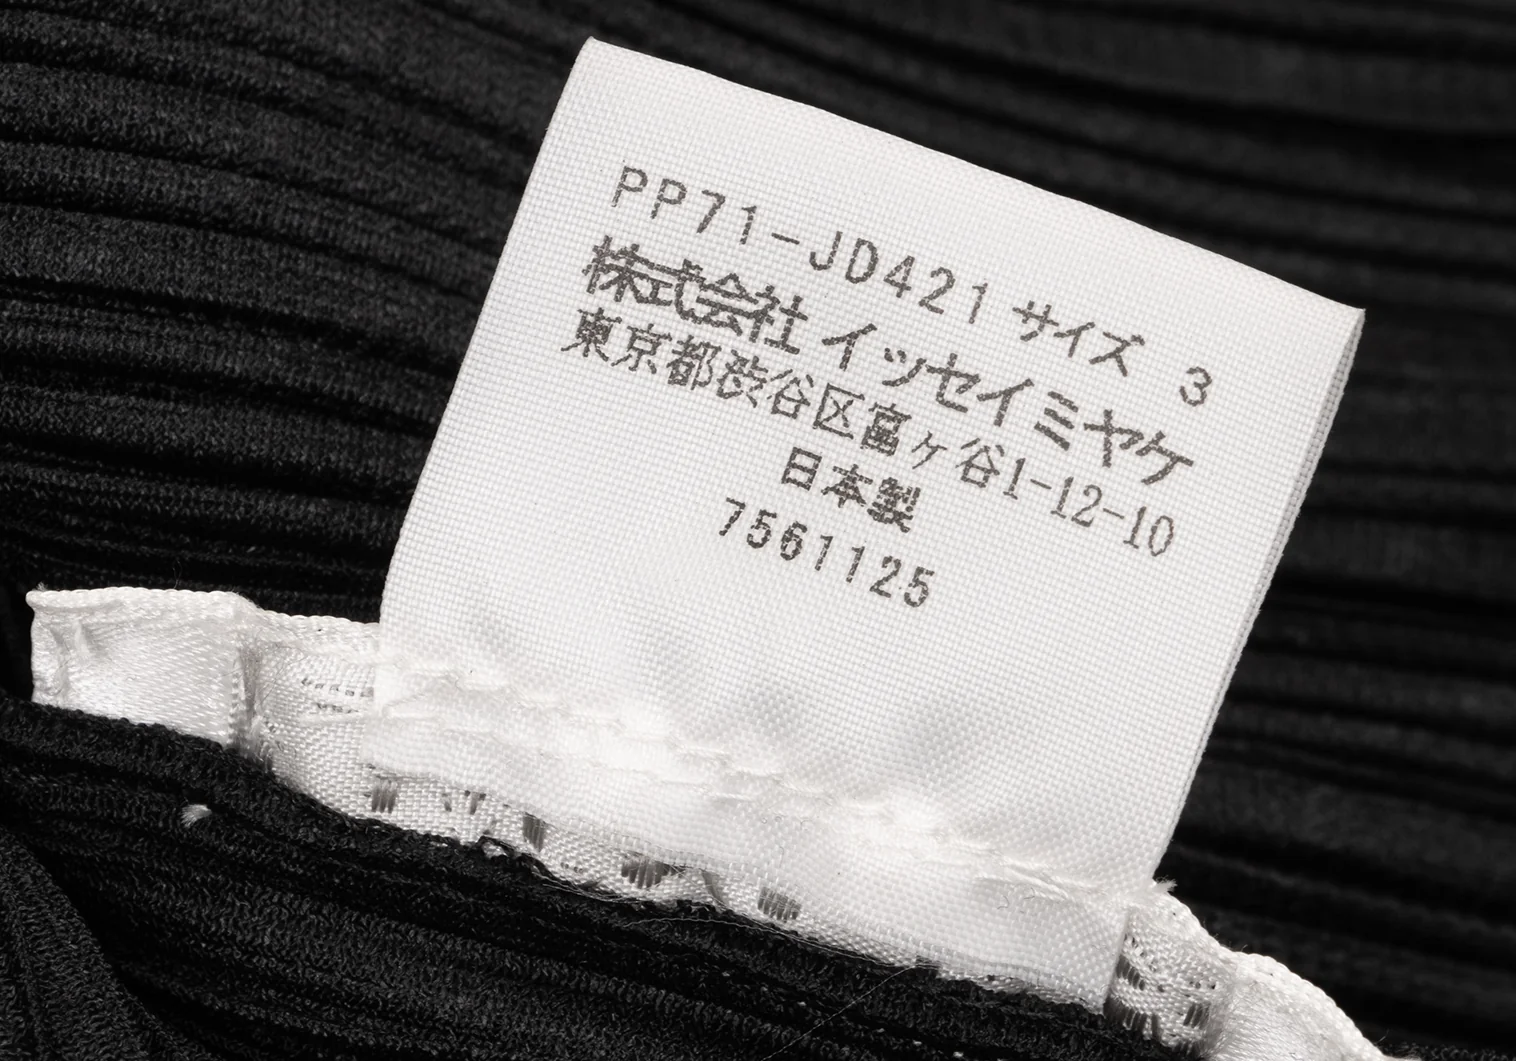 PP71-JD421 サイズ 3
株式会社 イッセイミヤケ
東京都渋谷区富ヶ谷1-12-10
日本製
7561125